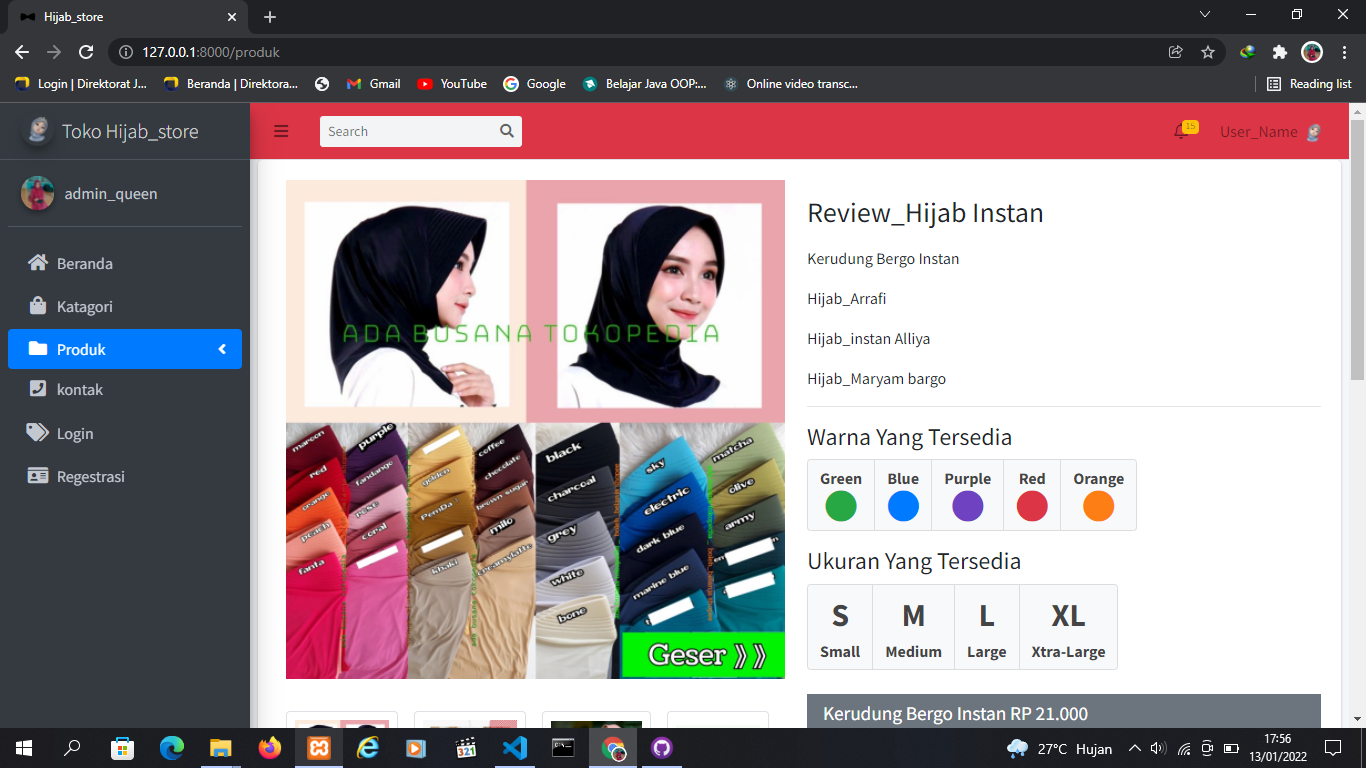 Hijab_store
127.0.0.1:8000/produk
Login | Direktorat J...
Beranda | Direktora...
Gmail
YouTube
Google
Belajar Java OOP:...
Online video transc...
Reading list
Toko Hijab_store
Search
15
User_Name
admin_queen
Beranda
Katagori
Produk
kontak
Login
Regestrasi
ADA BUSANA TOKOPEDIA
maroon
red
orange
peach
fanta
purple
fandange
rose
coral
golden
PemDa
khaki
coffee
chocolate
brown sugar
milo
creamylatte
black
charcoal
grey
white
bone
sky
electric
dark blue
marine blue
matcha
olive
army
Geser 》》
Review_Hijab Instan
Kerudung Bergo Instan
Hijab_Arrafi
Hijab_instan Alliya
Hijab_Maryam bargo
Warna Yang Tersedia
Green Blue Purple Red Orange
Ukuran Yang Tersedia
S M L XL
Small Medium Large Xtra-Large
Kerudung Bergo Instan RP 21.000
321
27°C Hujan
17:56
13/01/2022